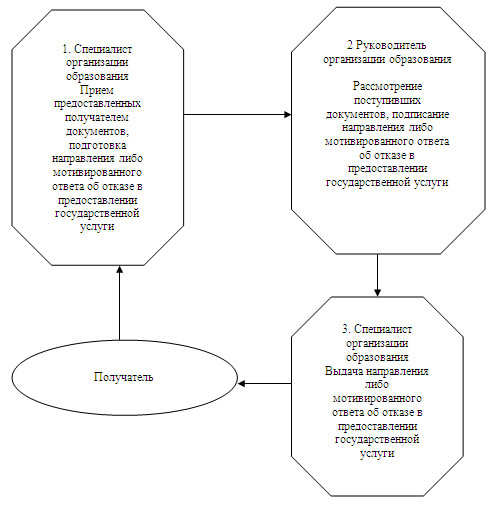 1. Специалист
организации
образования
Прием
предоставленных
получателем
документов,
подготовка
направления либо
мотивированного
ответа об отказе в
предоставлении
государственной
услуги
2 Руководитель
организации образования
Рассмотрение
поступивших
документов, подписание
направления либо
мотивированного ответа
об отказе в
предоставлении
государственной услуги
3. Специалист
организации
образования
Выдача направления
либо
мотивированного
ответа об отказе в
предоставлении
государственной
услуги
Получатель